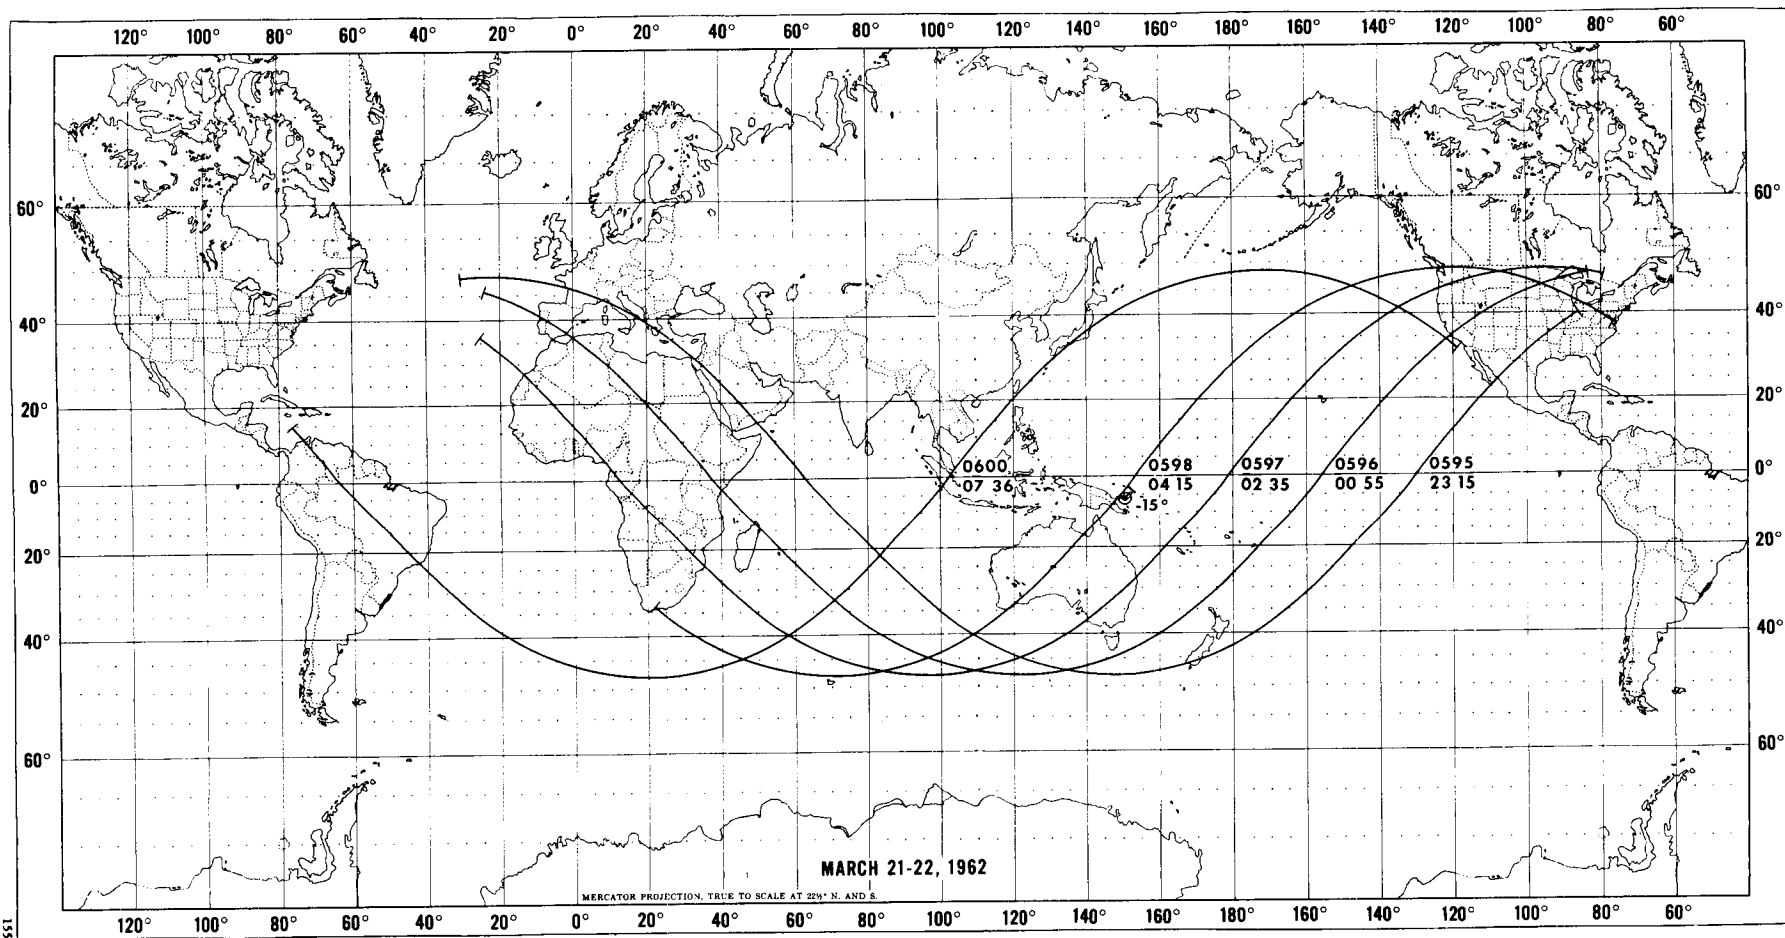 120° 100° 80° 60° 40° 20° 0° 20° 40° 60° 80° 100° 120° 140° 160° 180° 160° 140° 120° 100° 80° 60°
60° 60°
40° 40°
20° 20°
0600 0598 0597 0596 0595 0°
0° 07 36 04 15 02 35 00 55 23 15
-15°
20° 20°
40° 40°
60° 60°
MARCH 21-22, 1962
MERCATOR PROJECTION, TRUE TO SCALE AT 22½° N. AND S.
120° 100° 80° 60° 40° 20° 0° 20° 40° 60° 80° 100° 120° 140° 160° 180° 160° 140° 120° 100° 80° 60°
155